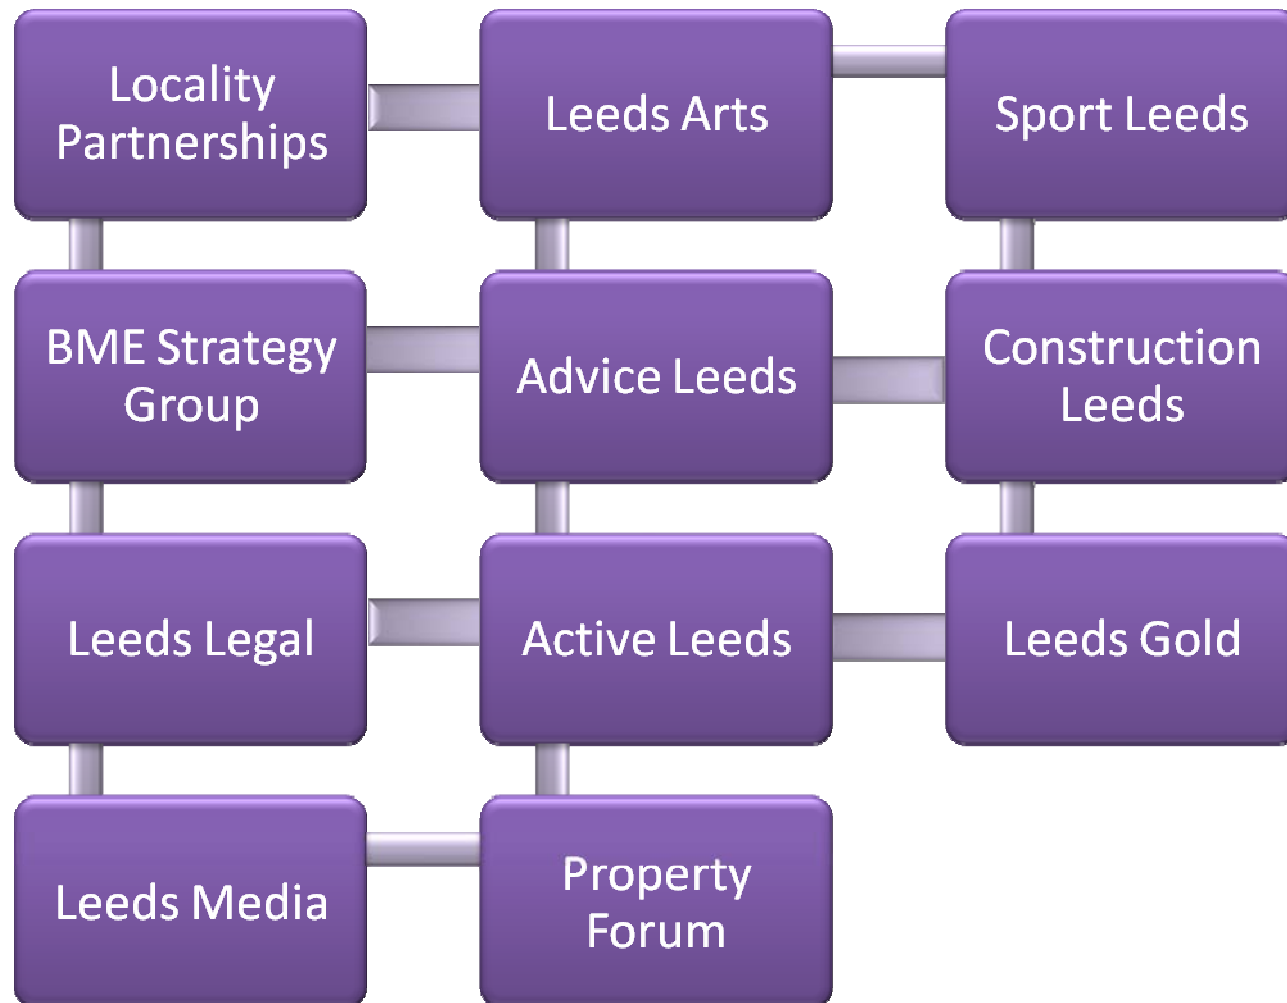 Locality
Partnerships
Leeds Arts
Sport Leeds
BME Strategy
Group
Advice Leeds
Construction
Leeds
Leeds Legal
Active Leeds
Leeds Gold
Leeds Media
Property
Forum